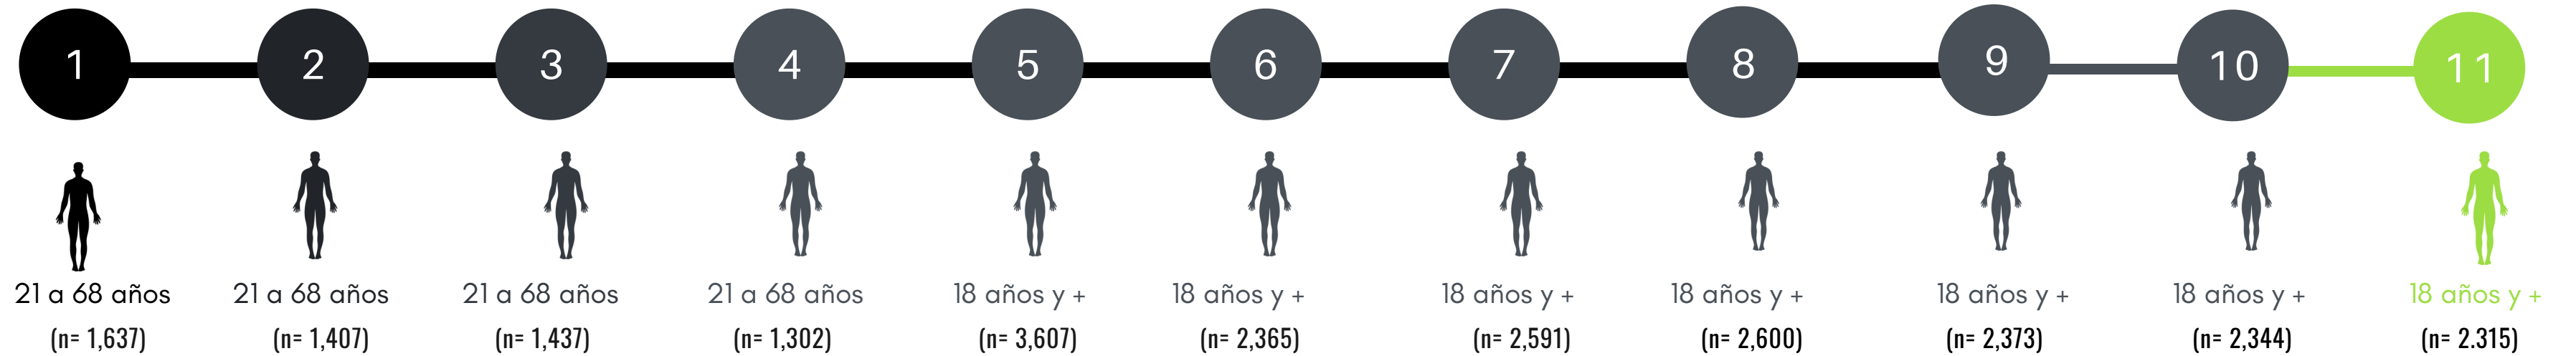 1 2 3 4 5 6 7 8 9 10 11
21 a 68 años 21 a 68 años 21 a 68 años 21 a 68 años 18 años y + 18 años y + 18 años y + 18 años y + 18 años y + 18 años y + 18 años y +
(n= 1,637) (n= 1,407) (n= 1,437) (n= 1,302) (n= 3,607) (n= 2,365) (n= 2,591) (n= 2,600) (n= 2,373) (n= 2,344) (n= 2.315)